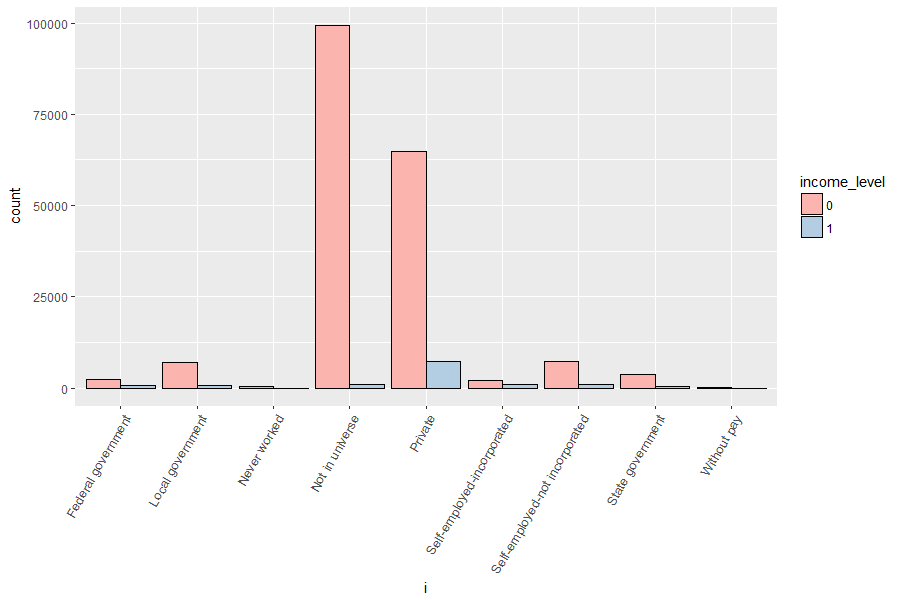 count
100000
75000
50000
25000
0
Federal government
Local government
Never worked
Not in universe
Private
Self-employed-incorporated
Self-employed-not incorporated
State government
Without pay
i
income_level
0
1